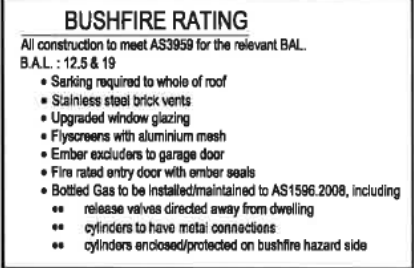 BUSHFIRE RATING
All construction to meet AS3959 for the relevant BAL.
B.A.L. : 12.5 & 19
• Sarking required to whole of roof
• Stainless steel brick vents
• Upgraded window glazing
• Flyscreens with aluminium mesh
• Ember excluders to garage door
• Fire rated entry door with ember seals
• Bottled Gas to be installed/maintained to AS1596.2008, including
•• release valves directed away from dwelling
•• cylinders to have metal connections
•• cylinders enclosed/protected on bushfire hazard side